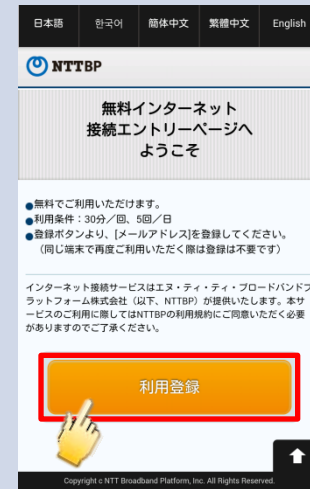 日本語 한국어 簡体中文 繁體中文 English
NTTBP
無料インターネット
接続エントリーページへ
ようこそ
●無料でご利用いただけます。
●利用条件：30分／回、5回／日
●登録ボタンより、[メールアドレス]を登録してください。
（同じ端末で再度ご利用いただく際は登録は不要です）
インターネット接続サービスはエヌ・ティ・ティ・ブロードバンドプ
ラットフォーム株式会社（以下、NTTBP）が提供いたします。本サ
ービスのご利用に際してはNTTBPの利用規約にご同意いただく必要
がありますのでご了承ください。
利用登録
Copyright c NTT Broadband Platform, Inc. All Rights Reserved.